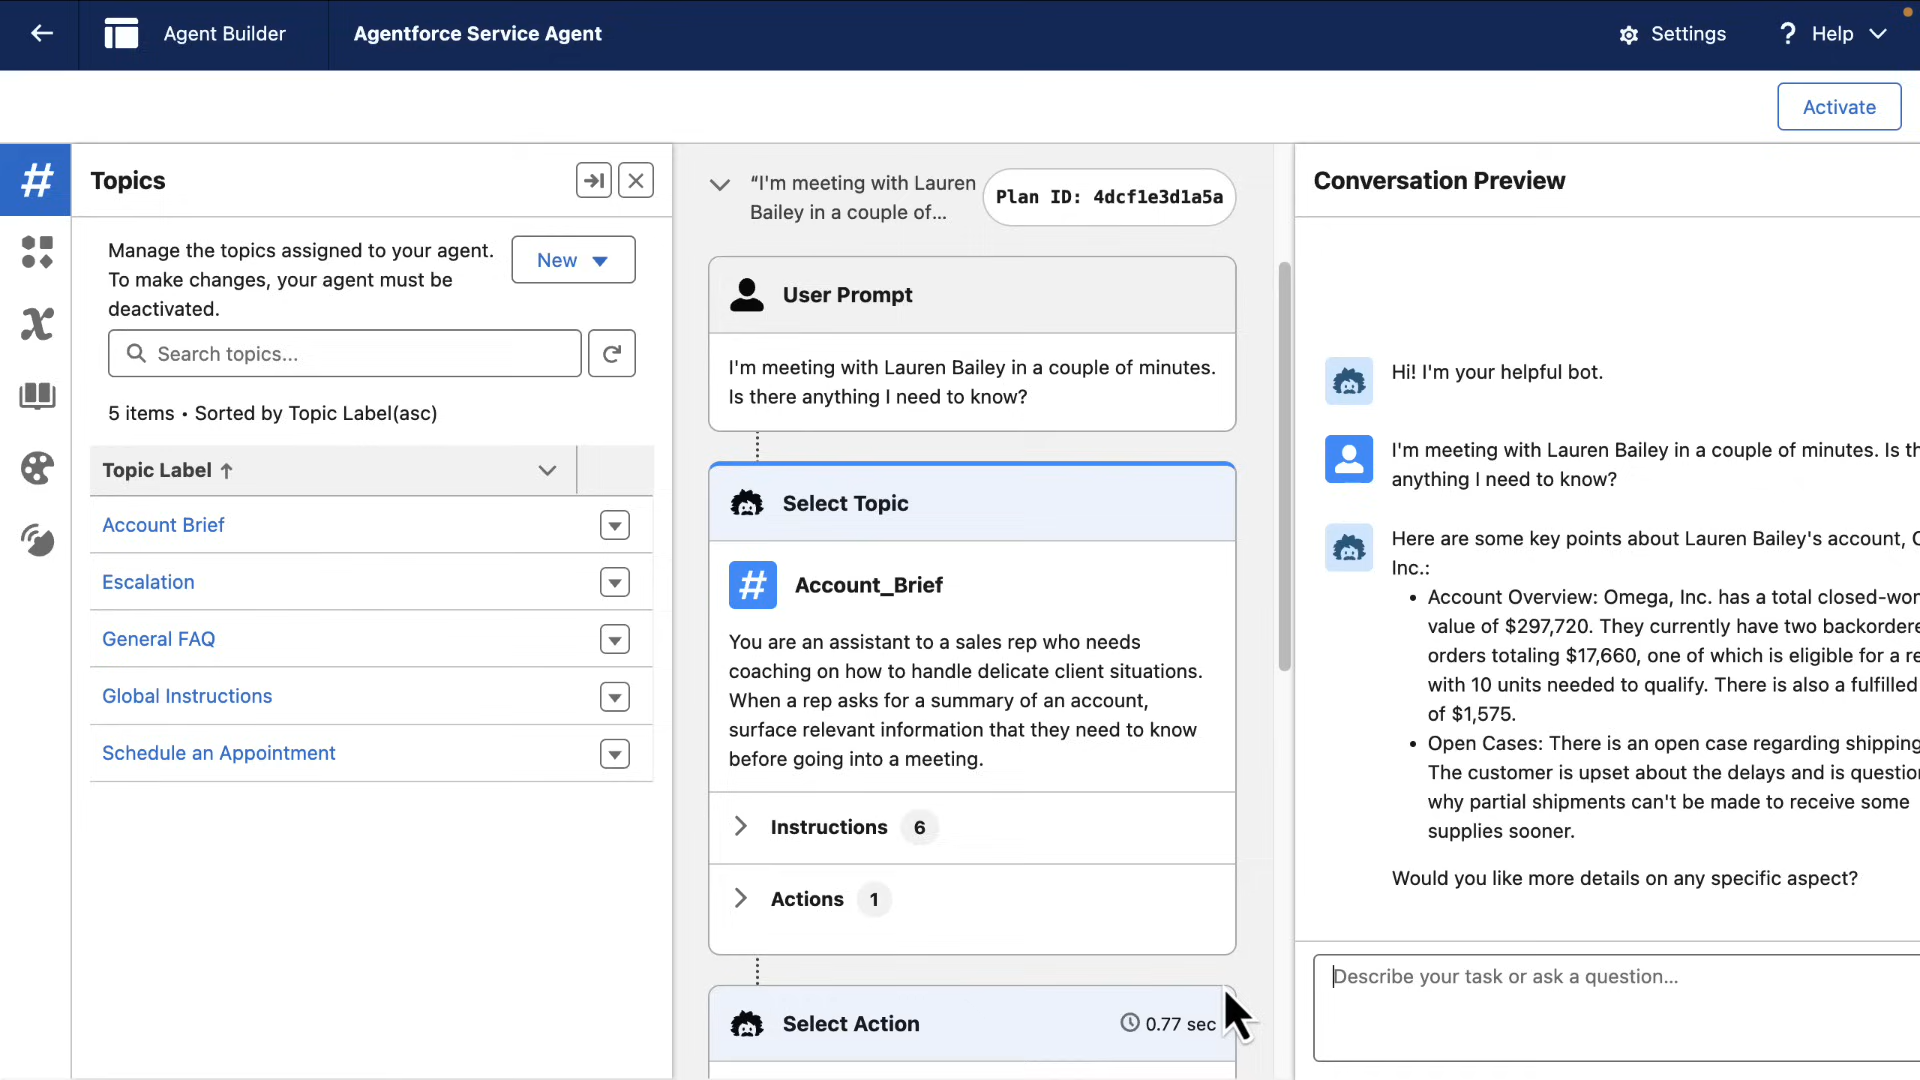 Agent Builder
Agentforce Service Agent
Settings
? Help
Activate
# Topics
Manage the topics assigned to your agent.
To make changes, your agent must be
deactivated.
New
Search topics...
5 items • Sorted by Topic Label(asc)
Topic Label ↑
Account Brief
Escalation
General FAQ
Global Instructions
Schedule an Appointment
"I'm meeting with Lauren
Bailey in a couple of...
Plan ID: 4dcf1e3d1a5a
User Prompt
I'm meeting with Lauren Bailey in a couple of minutes.
Is there anything I need to know?
Select Topic
# Account_Brief
You are an assistant to a sales rep who needs
coaching on how to handle delicate client situations.
When a rep asks for a summary of an account,
surface relevant information that they need to know
before going into a meeting.
Instructions 6
Actions 1
Select Action
0.77 sec
Conversation Preview
Hi! I'm your helpful bot.
I'm meeting with Lauren Bailey in a couple of minutes. Is
anything I need to know?
Here are some key points about Lauren Bailey's account,
Inc.:
• Account Overview: Omega, Inc. has a total closed-won
value of $297,720. They currently have two backordered
orders totaling $17,660, one of which is eligible for a
with 10 units needed to qualify. There is also a fulfilled
of $1,575.
• Open Cases: There is an open case regarding shipping
The customer is upset about the delays and is
why partial shipments can't be made to receive some
supplies sooner.
Would you like more details on any specific aspect?
Describe your task or ask a question...